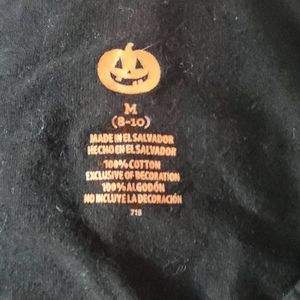 M
(8-10)
MADE IN EL SALVADOR
HECHO EN EL SALVADOR
100% COTTON
EXCLUSIVE OF DECORATION
100% ALGODÓN
NO INCLUYE LA DECORACIÓN